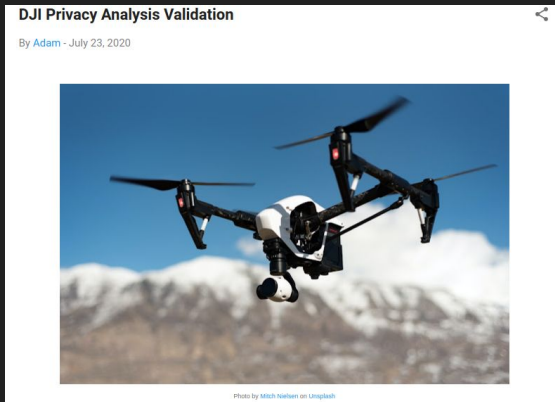 DJI Privacy Analysis Validation
By Adam - July 23, 2020
Photo by Mitch Nielsen on Unsplash